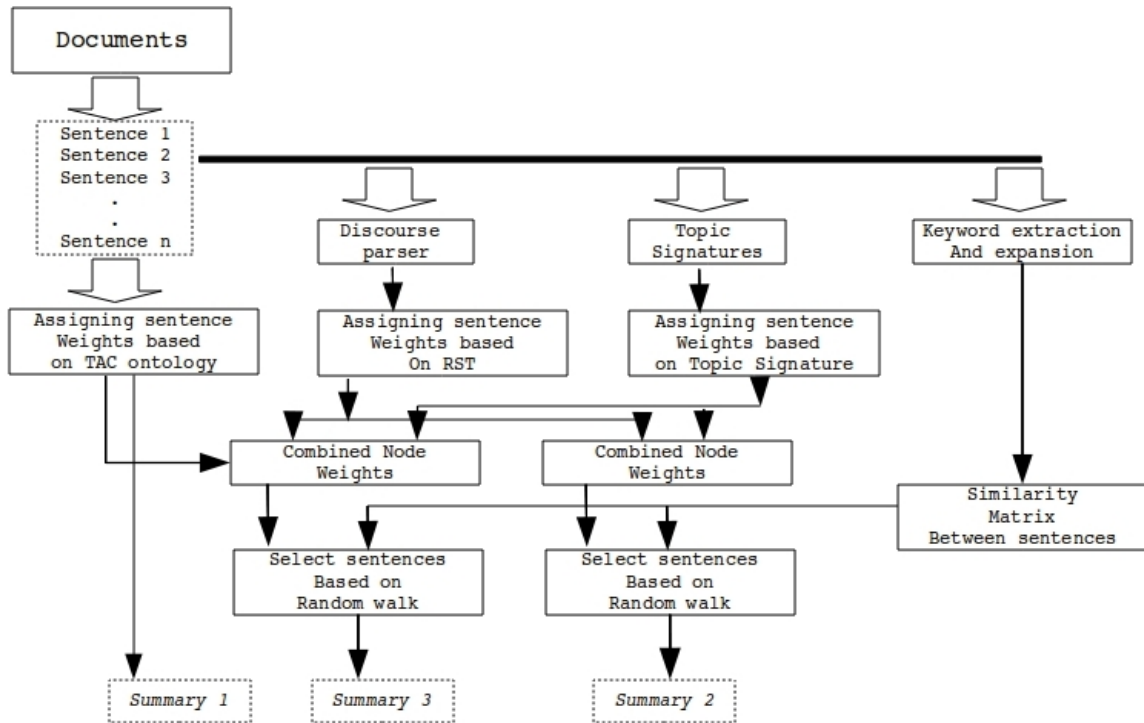 Documents
Sentence 1
Sentence 2
Sentence 3
.
.
Sentence n
Discourse
parser
Topic
Signatures
Keyword extraction
And expansion
Assigning sentence
Weights based
on TAC ontology
Assigning sentence
Weights based
On RST
Assigning sentence
Weights based
on Topic Signature
Combined Node
Weights
Combined Node
Weights
Similarity
Matrix
Between sentences
Select sentences
Based on
Random walk
Select sentences
Based on
Random walk
Summary 1
Summary 3
Summary 2